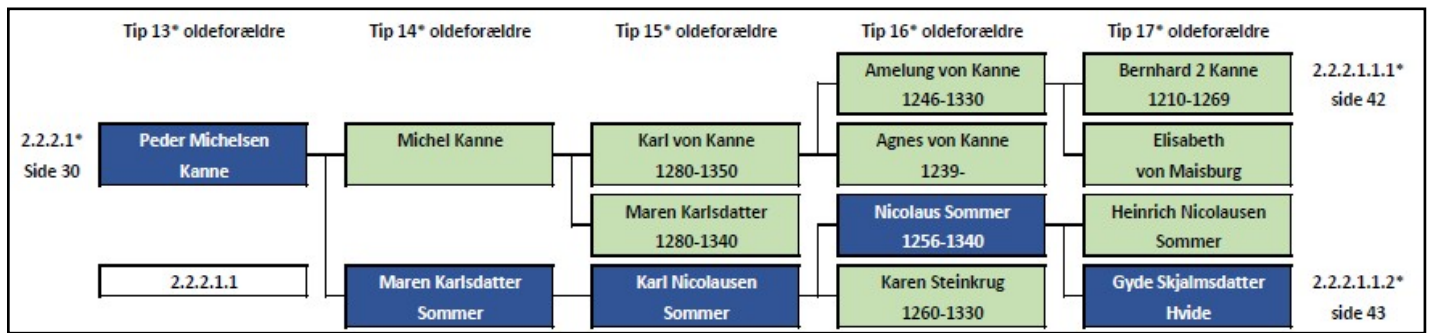 Tip 13* oldeforældre Tip 14* oldeforældre Tip 15* oldeforældre Tip 16* oldeforældre Tip 17* oldeforældre
Amelung von Kanne Bernhard 2 Kanne 2.2.2.1.1.1*
1246-1330 1210-1269 side 42
2.2.2.1* Peder Michelsen Michel Kanne Karl von Kanne Agnes von Kanne Elisabeth
Side 30 Kanne 1280-1350 1239- von Maisburg
Maren Karlsdatter Nicolaus Sommer Heinrich Nicolausen
1280-1340 1256-1340 Sommer
2.2.2.1.1 Maren Karlsdatter Karl Nicolausen Karen Steinkrug Gyde Skjalmsdatter 2.2.2.1.1.2*
Sommer Sommer 1260-1330 Hvide side 43